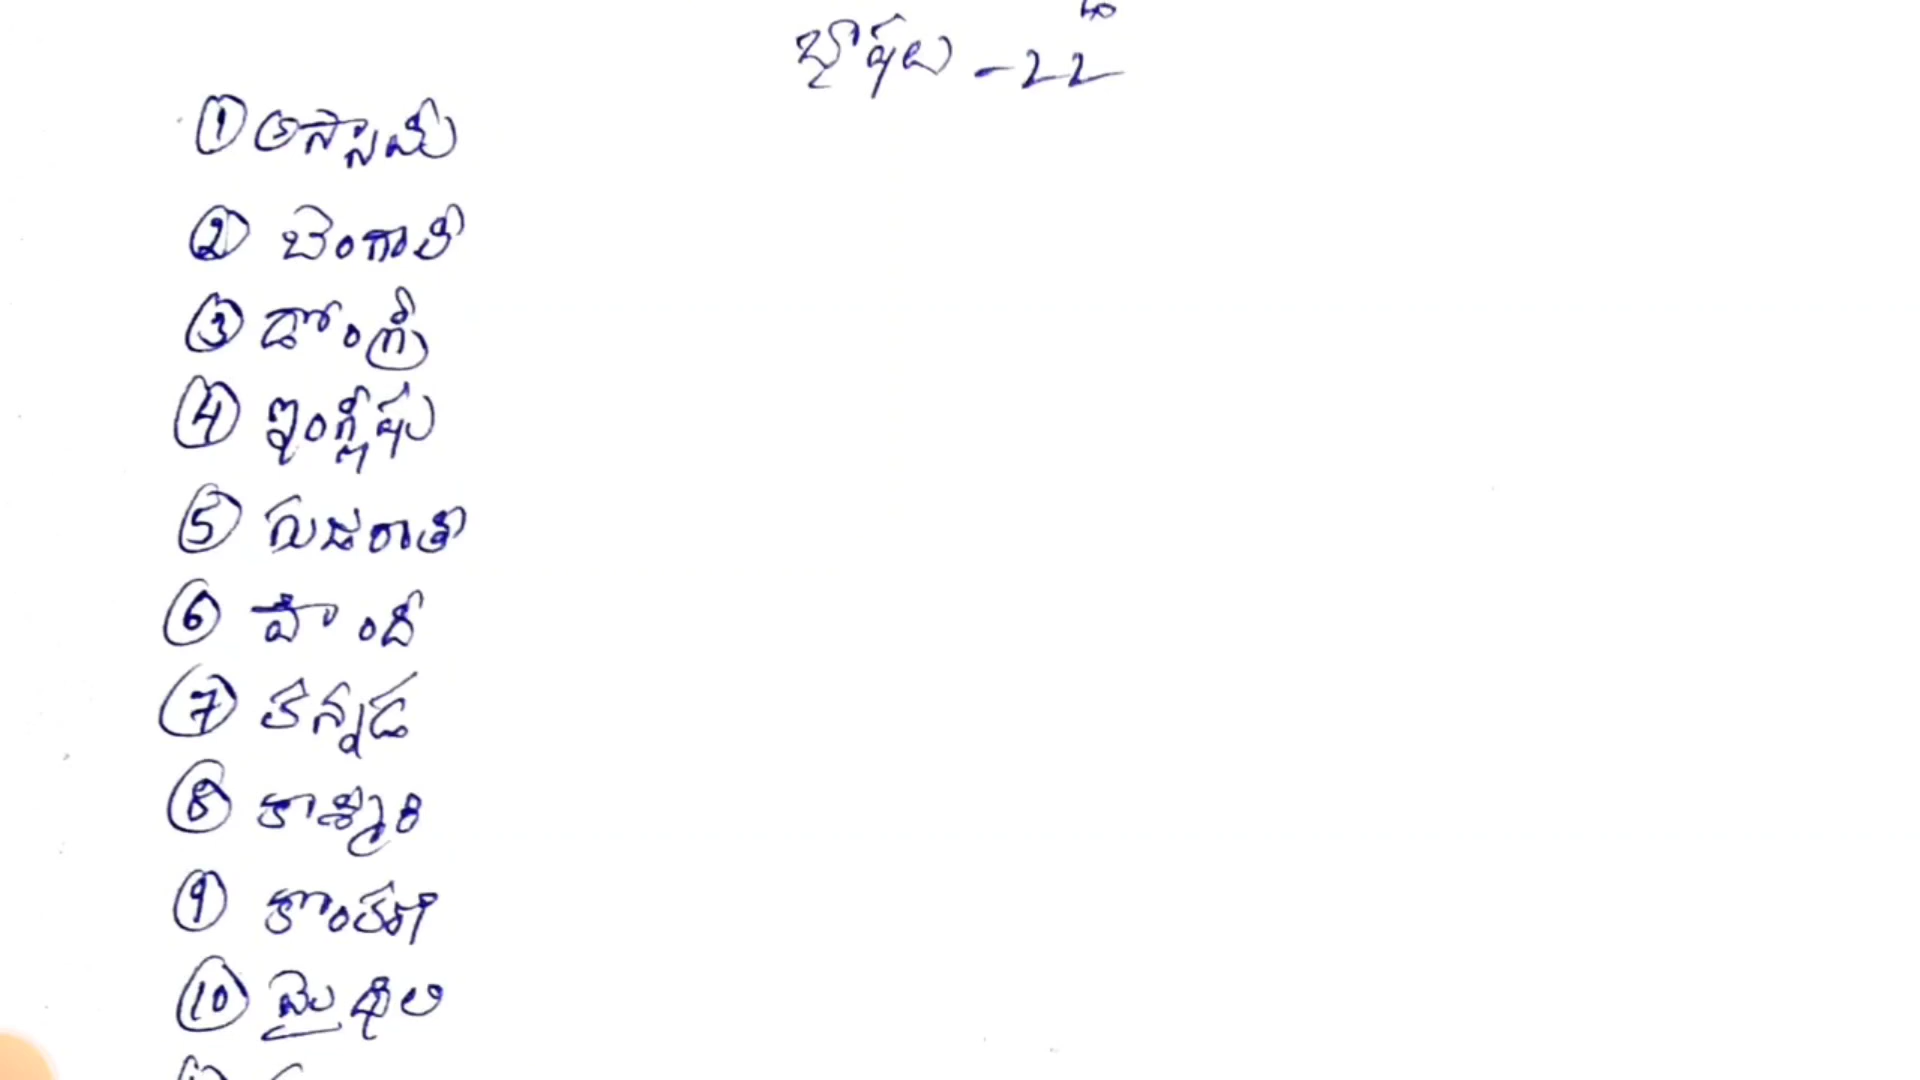 భాషలు - 22
① అస్సామీ
② బెంగాలీ
③ డోంగ్రీ
④ ఇంగ్లీషు
⑤ గుజరాతీ
⑥ హిందీ
⑦ కన్నడ
⑧ కాశ్మీరి
⑨ కొంకణి
⑩ మైథిలి